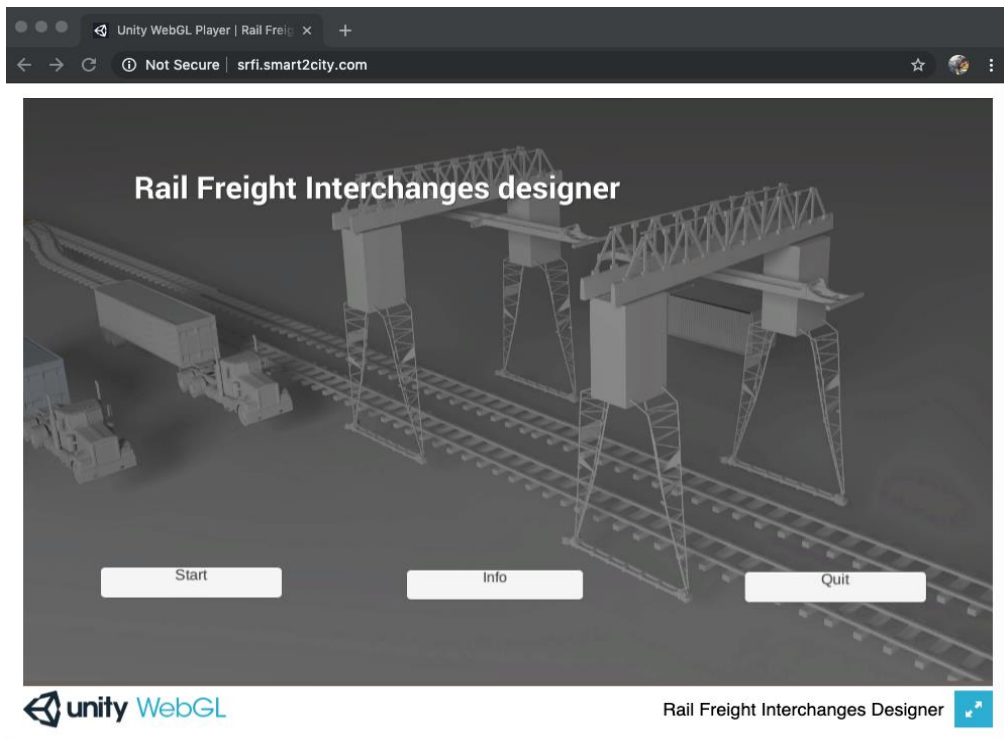 Unity WebGL Player | Rail Freig
Not Secure | srfi.smart2city.com
Rail Freight Interchanges designer
Start
Info
Quit
unity WebGL
Rail Freight Interchanges Designer